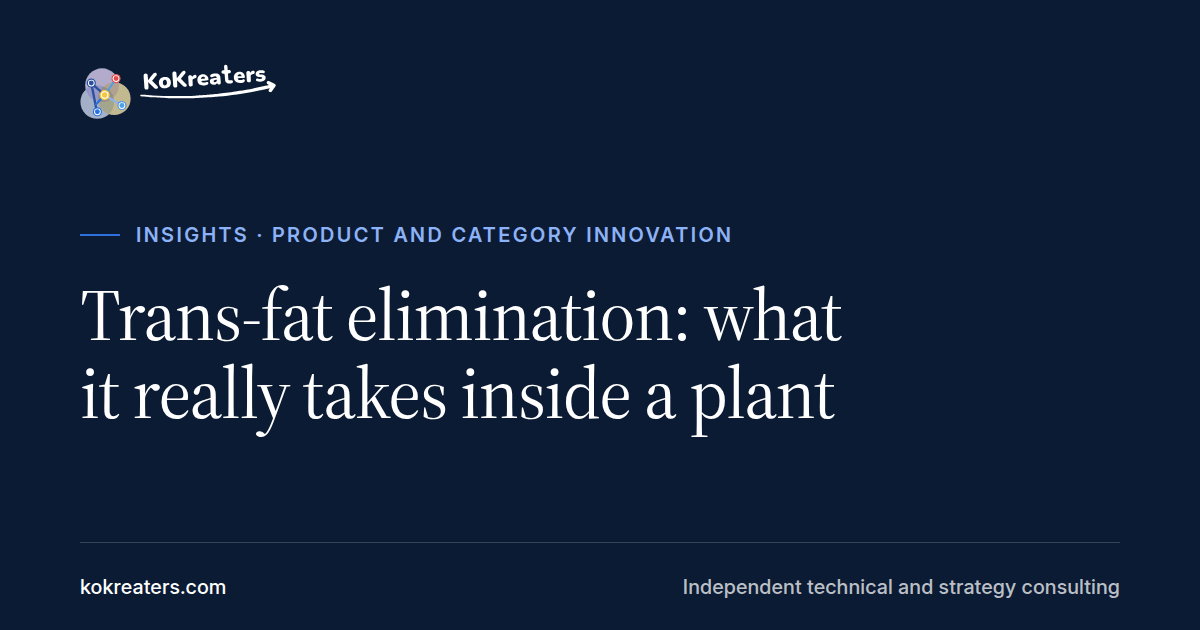 KoKreaters
INSIGHTS · PRODUCT AND CATEGORY INNOVATION
Trans-fat elimination: what
it really takes inside a plant
kokreaters.com
Independent technical and strategy consulting